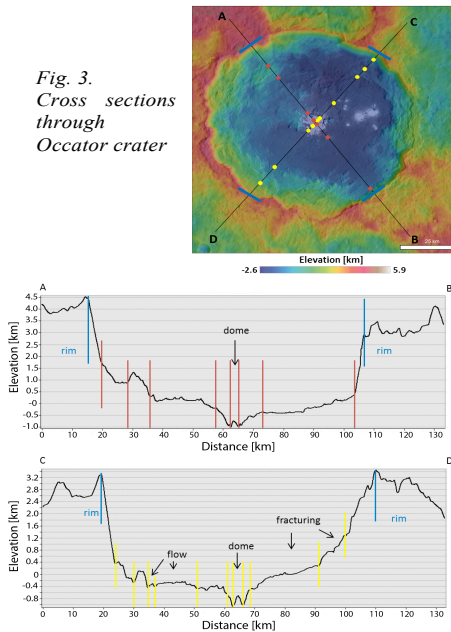 Fig. 3.
Cross sections
through
Occator crater
A
C
D
B
20 km
Elevation [km]
-2.6 5.9
A B
4.5
4.0
3.5
3.0
2.5
2.0
1.5
1.0
0.5
-0
-0.5
-1.0
Elevation [km]
rim
dome
rim
0 10 20 30 40 50 60 70 80 90 100 110 120 130
Distance [km]
C D
3.2
2.8
2.4
2.0
1.6
1.2
0.8
0.4
0
-0.4
-0.8
Elevation [km]
rim
flow
dome
fracturing
rim
0 10 20 30 40 50 60 70 80 90 100 110 120 130
Distance [km]